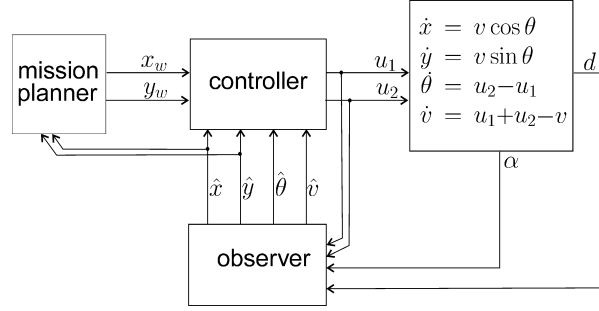 mission
planner
x_w
y_w
controller
u_1
u_2
ẋ = v cos θ
ẏ = v sin θ
θ̇ = u_2−u_1
v̇ = u_1+u_2−v
d
α
x̂
ŷ
θ̂
v̂
observer